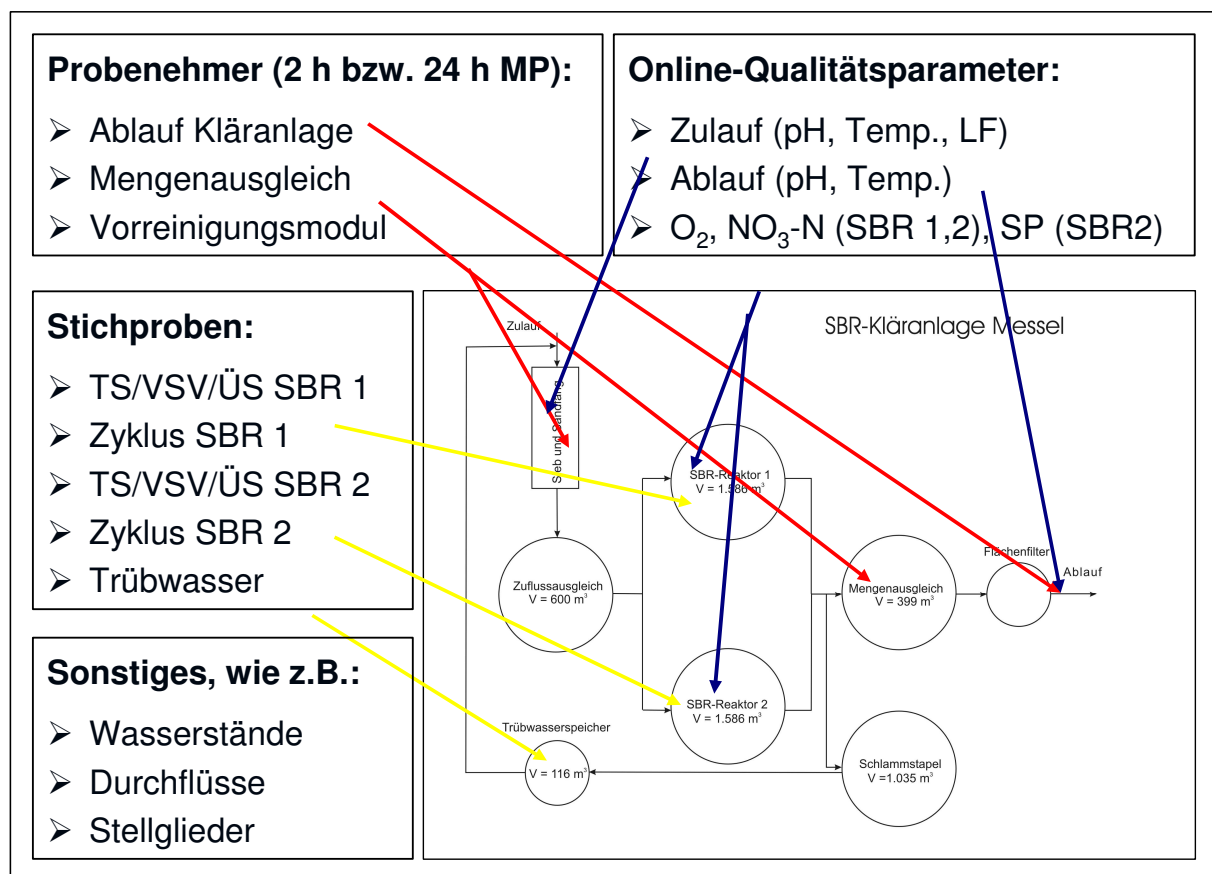 Probenehmer (2 h bzw. 24 h MP):
➢ Ablauf Kläranlage
➢ Mengenausgleich
➢ Vorreinigungsmodul
Online-Qualitätsparameter:
➢ Zulauf (pH, Temp., LF)
➢ Ablauf (pH, Temp.)
➢ O₂, NO₃-N (SBR 1,2), SP (SBR2)
Stichproben:
➢ TS/VSV/ÜS SBR 1
➢ Zyklus SBR 1
➢ TS/VSV/ÜS SBR 2
➢ Zyklus SBR 2
➢ Trübwasser
Sonstiges, wie z.B.:
➢ Wasserstände
➢ Durchflüsse
➢ Stellglieder
SBR-Kläranlage Messel
Zulauf
Sieb und Sandfang
SBR-Reaktor 1
V = 1.586 m³
Zuflussausgleich
V = 600 m³
Mengenausgleich
V = 399 m³
Flächenfilter
Ablauf
SBR-Reaktor 2
V = 1.586 m³
Trübwasserspeicher
V = 116 m³
Schlammstapel
V =1.035 m³